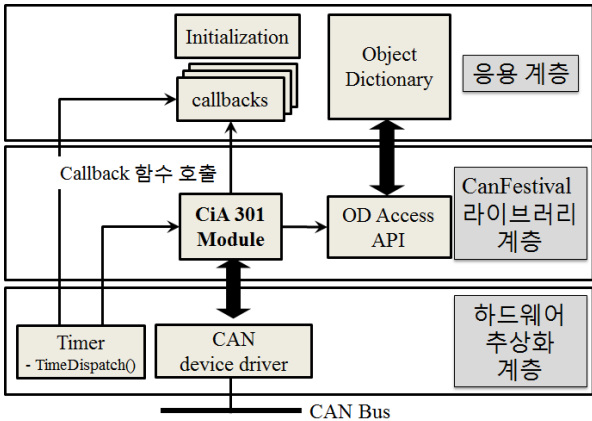 Initialization
callbacks
Object
Dictionary
응용 계층
Callback 함수 호출
CiA 301
Module
OD Access
API
CanFestival
라이브러리
계층
Timer
- TimeDispatch()
CAN
device driver
하드웨어
추상화
계층
CAN Bus